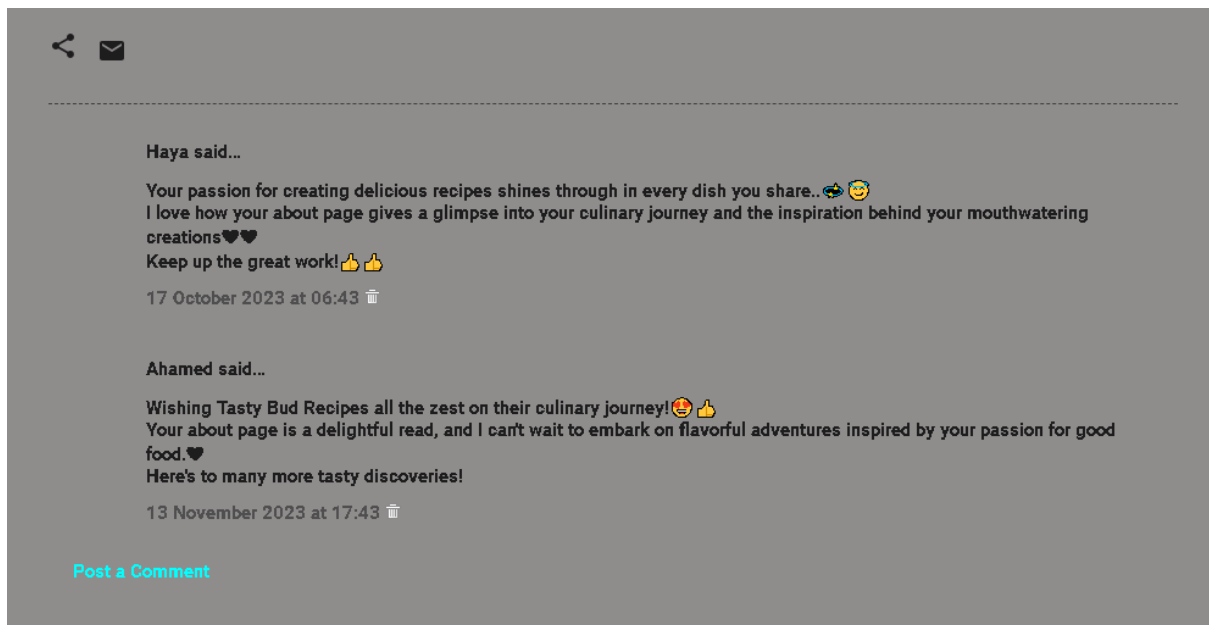 Haya said...
Your passion for creating delicious recipes shines through in every dish you share..💫😇
I love how your about page gives a glimpse into your culinary journey and the inspiration behind your mouthwatering
creations🖤🖤
Keep up the great work!👍👍
17 October 2023 at 06:43
Ahamed said...
Wishing Tasty Bud Recipes all the zest on their culinary journey!😍👍
Your about page is a delightful read, and I can't wait to embark on flavorful adventures inspired by your passion for good
food.🖤
Here's to many more tasty discoveries!
13 November 2023 at 17:43
Post a Comment